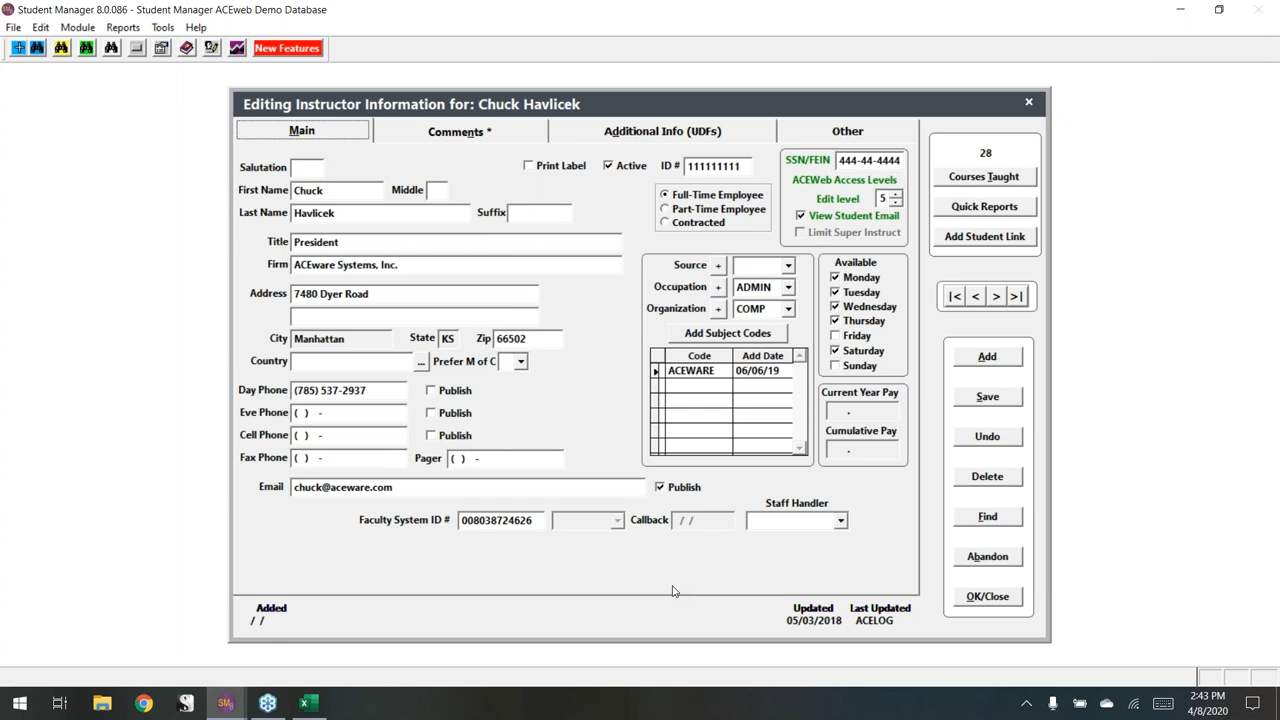 Student Manager 8.0.086 - Student Manager ACEweb Demo Database
File Edit Module Reports Tools Help
New Features
Editing Instructor Information for: Chuck Havlicek
Main Comments * Additional Info (UDFs) Other
Salutation
Print Label Active ID # 111111111
First Name Chuck Middle
Last Name Havlicek Suffix
Full-Time Employee
Part-Time Employee
Contracted
SSN/FEIN 444-44-4444
ACEWeb Access Levels
Edit level 5
View Student Email
Limit Super Instruct
28
Courses Taught
Quick Reports
Add Student Link
Title President
Firm ACEware Systems, Inc.
Address 7480 Dyer Road
City Manhattan State KS Zip 66502
Country ... Prefer M of C
Day Phone (785) 537-2937 Publish
Eve Phone ( ) - Publish
Cell Phone ( ) - Publish
Fax Phone ( ) - Pager ( ) -
Email chuck@aceware.com Publish
Source +
Occupation + ADMIN
Organization + COMP
Add Subject Codes
Code Add Date
ACEWARE 06/06/19
Available
Monday
Tuesday
Wednesday
Thursday
Friday
Saturday
Sunday
Current Year Pay
.
Cumulative Pay
.
|< < > >|
Add
Save
Undo
Delete
Find
Abandon
OK/Close
Staff Handler
Faculty System ID # 008038724626 Callback / /
Added
/ /
Updated Last Updated
05/03/2018 ACELOG
SM8
2:43 PM
4/8/2020